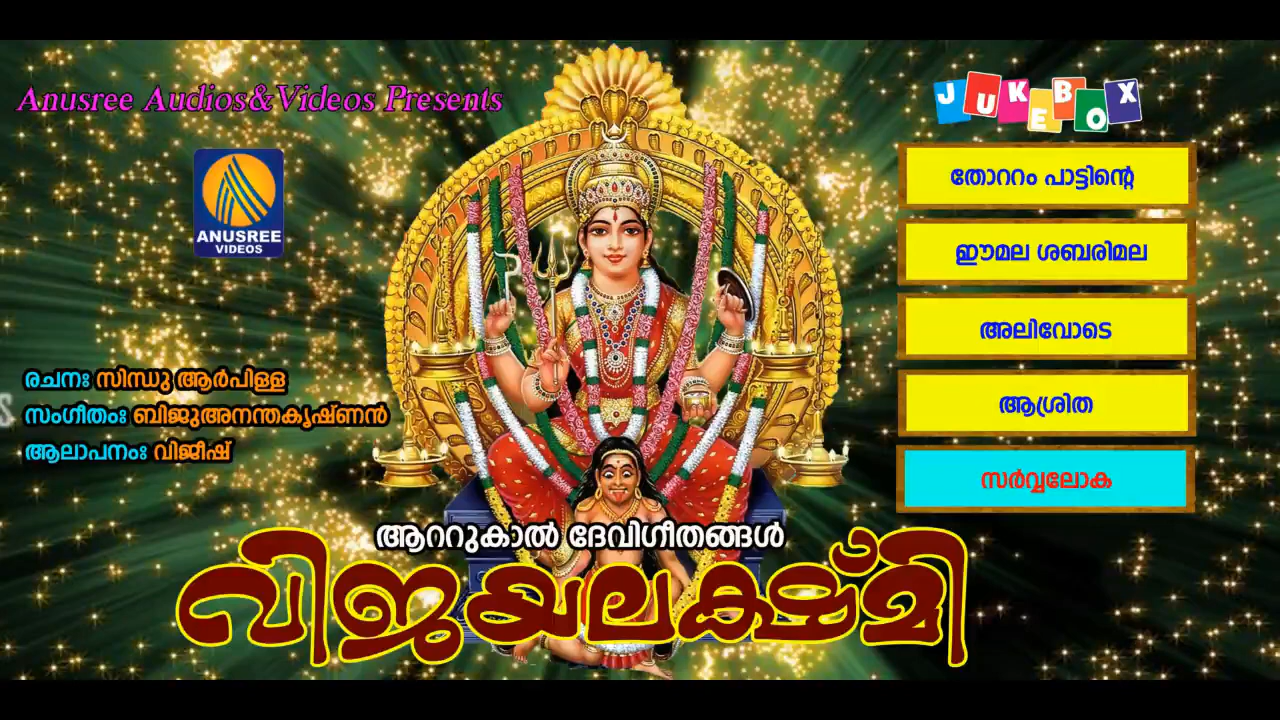 Anusree Audios&Videos Presents
ANUSREE
VIDEOS
രചനഃ സിന്ധു ആർപിള്ള
സംഗീതംഃ ബിജുഅനന്തകൃഷ്ണൻ
ആലാപനംഃ വിജീഷ്
JUKEBOX
തോററം പാട്ടിന്റെ
ഈമല ശബരിമല
അലിവോടെ
ആശ്രിത
സർവ്വലോക
ആററുകാൽ ദേവിഗീതങ്ങൾ
വിജയലക്ഷ്മി